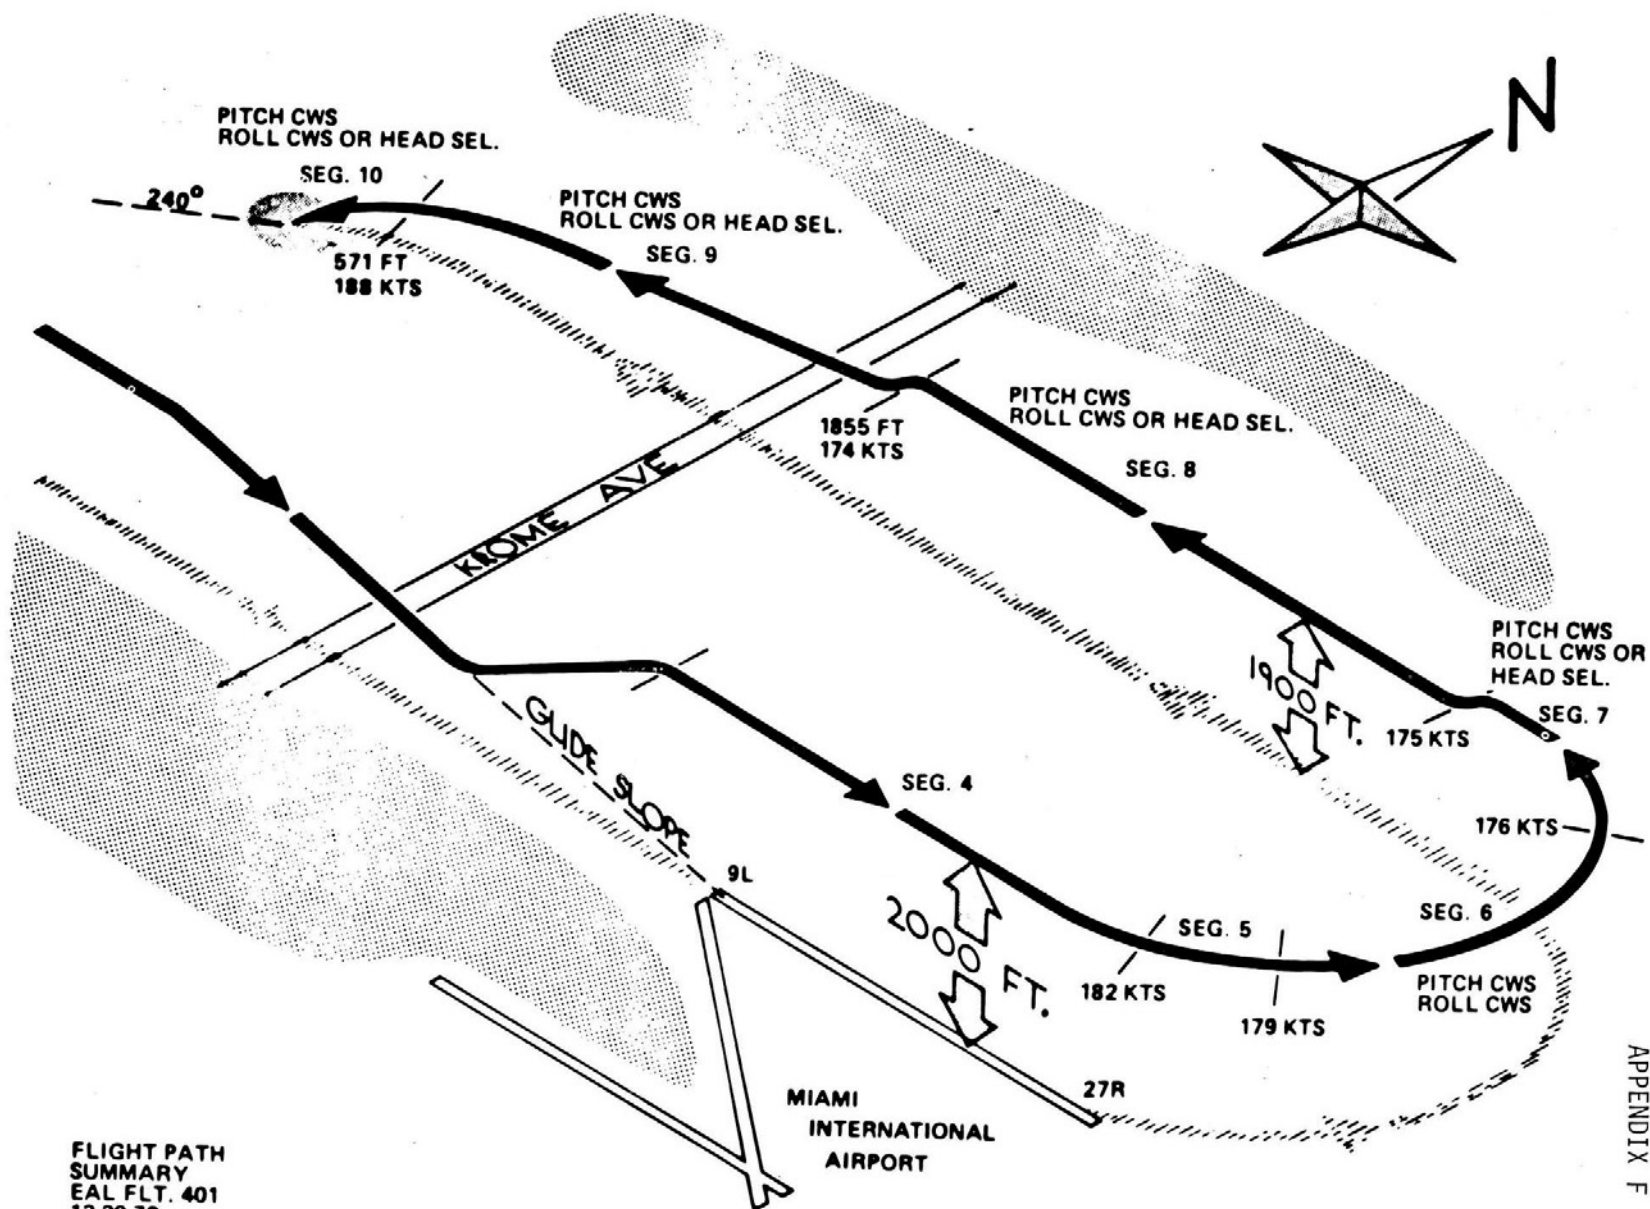 N
PITCH CWS
ROLL CWS OR HEAD SEL.
SEG. 10
240°
571 FT
188 KTS
PITCH CWS
ROLL CWS OR HEAD SEL.
SEG. 9
1855 FT
174 KTS
PITCH CWS
ROLL CWS OR HEAD SEL.
SEG. 8
KROME AVE
PITCH CWS
ROLL CWS OR
HEAD SEL.
SEG. 7
1900 FT.
175 KTS
176 KTS
GLIDE SLOPE
SEG. 4
9L
2000 FT.
SEG. 5
SEG. 6
182 KTS
179 KTS
PITCH CWS
ROLL CWS
27R
MIAMI
INTERNATIONAL
AIRPORT
FLIGHT PATH
SUMMARY
EAL FLT. 401
APPENDIX F